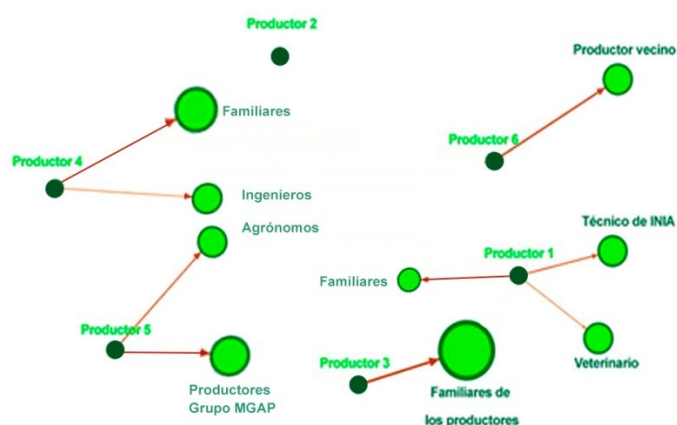 Productor 2
Productor vecino
Familiares
Productor 6
Productor 4
Ingenieros
Agrónomos
Técnico de INIA
Productor 1
Familiares
Productor 5
Productor 3
Veterinario
Productores
Grupo MGAP
Familiares de
los productores